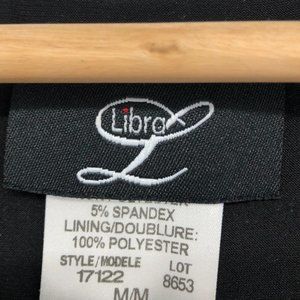 Libra
L
5% SPANDEX
LINING/DOUBLURE:
100% POLYESTER
STYLE/MODELE LOT
17122 8653
M/M